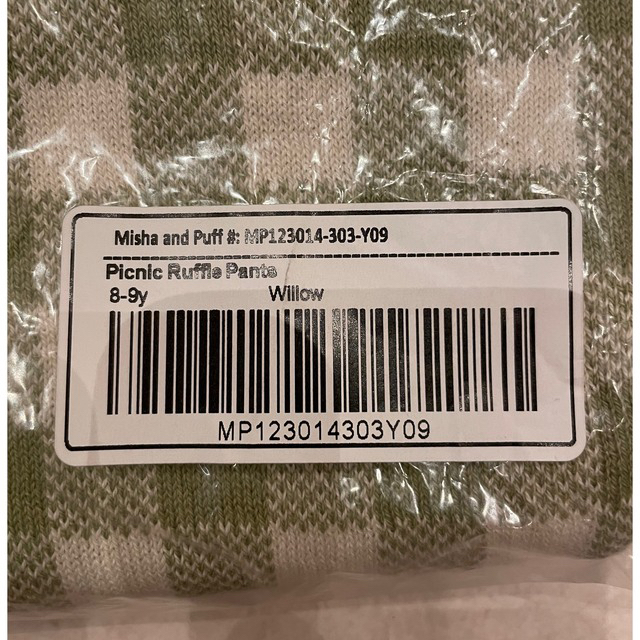 Misha and Puff #: MP123014-303-Y09
Picnic Ruffle Pants
8-9y Willow
MP123014303Y09